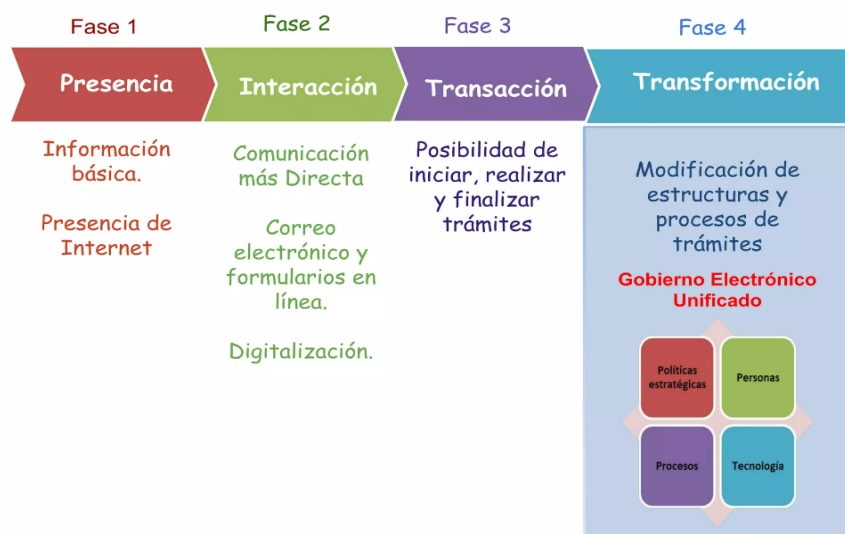 Fase 1
Fase 2
Fase 3
Fase 4
Presencia
Interacción
Transacción
Transformación
Información
básica.
Presencia de
Internet
Comunicación
más Directa
Correo
electrónico y
formularios en
línea.
Digitalización.
Posibilidad de
iniciar, realizar
y finalizar
trámites
Modificación de
estructuras y
procesos de
trámites
Gobierno Electrónico
Unificado
Políticas
estratégicas
Personas
Procesos
Tecnología